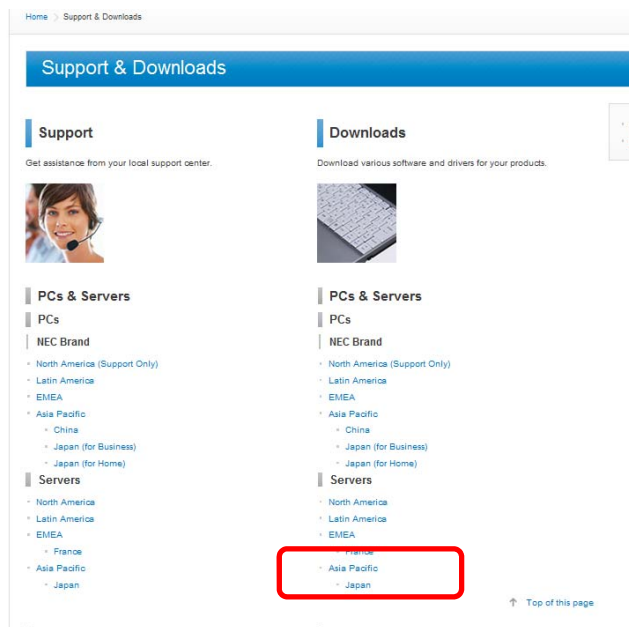 Home > Support & Downloads
Support & Downloads
Support
Get assistance from your local support center.
PCs & Servers
PCs
NEC Brand
North America (Support Only)
Latin America
EMEA
Asia Pacific
China
Japan (for Business)
Japan (for Home)
Servers
North America
Latin America
EMEA
France
Asia Pacific
Japan
Downloads
Download various software and drivers for your products.
PCs & Servers
PCs
NEC Brand
North America (Support Only)
Latin America
EMEA
Asia Pacific
China
Japan (for Business)
Japan (for Home)
Servers
North America
Latin America
EMEA
France
Asia Pacific
Japan
Top of this page